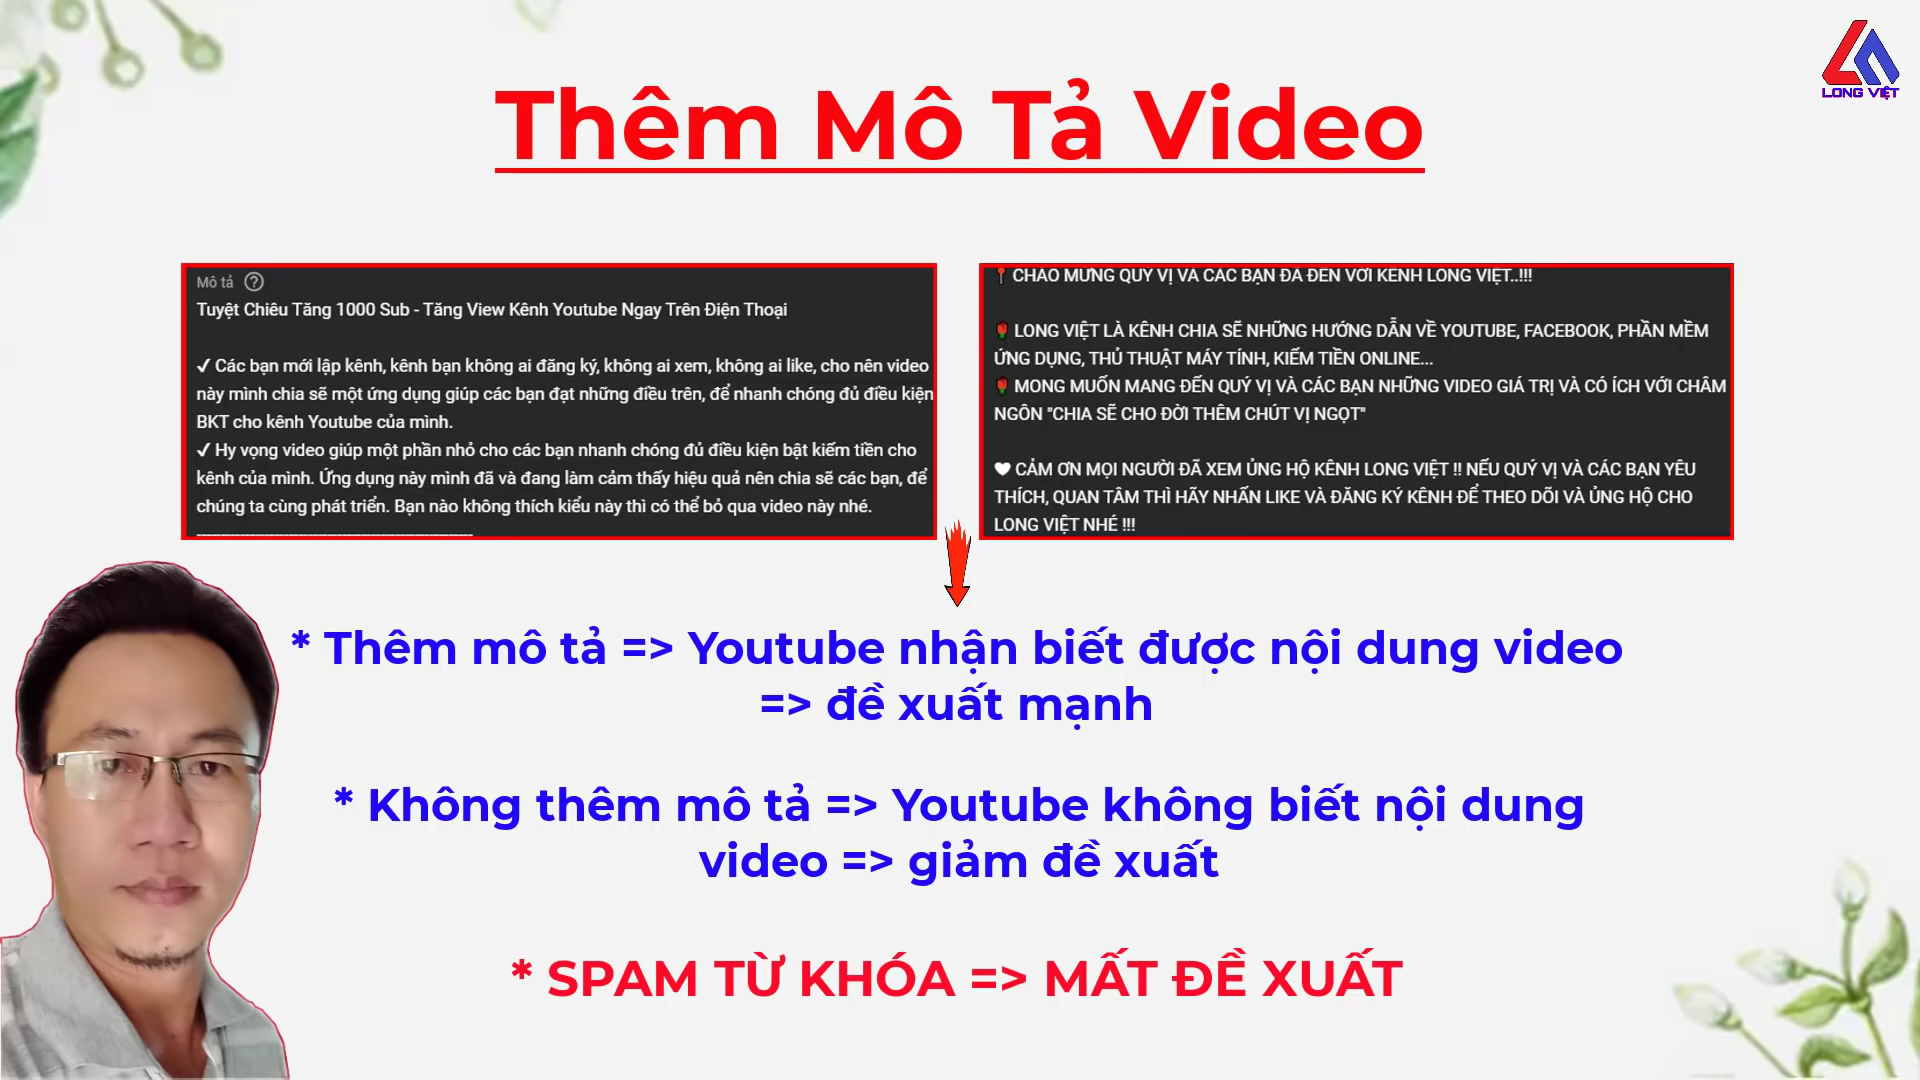 LONG VIỆT
Thêm Mô Tả Video
Mô tả ?
Tuyệt Chiêu Tăng 1000 Sub - Tăng View Kênh Youtube Ngay Trên Điện Thoại
✓ Các bạn mới lập kênh, kênh bạn không ai đăng ký, không ai xem, không ai like, cho nên video
này mình chia sẽ một ứng dụng giúp các bạn đạt những điều trên, để nhanh chóng đủ điều kiện
BKT cho kênh Youtube của mình.
✓ Hy vọng video giúp một phần nhỏ cho các bạn nhanh chóng đủ điều kiện bật kiếm tiền cho
kênh của mình. Ứng dụng này mình đã và đang làm cảm thấy hiệu quả nên chia sẽ các bạn, để
chúng ta cùng phát triển. Bạn nào không thích kiểu này thì có thể bỏ qua video này nhé.
CHÀO MỪNG QUÝ VỊ VÀ CÁC BẠN ĐÃ ĐẾN VỚI KÊNH LONG VIỆT..!!!
LONG VIỆT LÀ KÊNH CHIA SẼ NHỮNG HƯỚNG DẪN VỀ YOUTUBE, FACEBOOK, PHẦN MỀM
ỨNG DỤNG, THỦ THUẬT MÁY TÍNH, KIẾM TIỀN ONLINE...
MONG MUỐN MANG ĐẾN QUÝ VỊ VÀ CÁC BẠN NHỮNG VIDEO GIÁ TRỊ VÀ CÓ ÍCH VỚI CHÂM
NGÔN "CHIA SẼ CHO ĐỜI THÊM CHÚT VỊ NGỌT"
CẢM ƠN MỌI NGƯỜI ĐÃ XEM ỦNG HỘ KÊNH LONG VIỆT !! NẾU QUÝ VỊ VÀ CÁC BẠN YÊU
THÍCH, QUAN TÂM THÌ HÃY NHẤN LIKE VÀ ĐĂNG KÝ KÊNH ĐỂ THEO DÕI VÀ ỦNG HỘ CHO
LONG VIỆT NHÉ !!!
* Thêm mô tả => Youtube nhận biết được nội dung video
=> đề xuất mạnh
* Không thêm mô tả => Youtube không biết nội dung
video => giảm đề xuất
* SPAM TỪ KHÓA => MẤT ĐỀ XUẤT